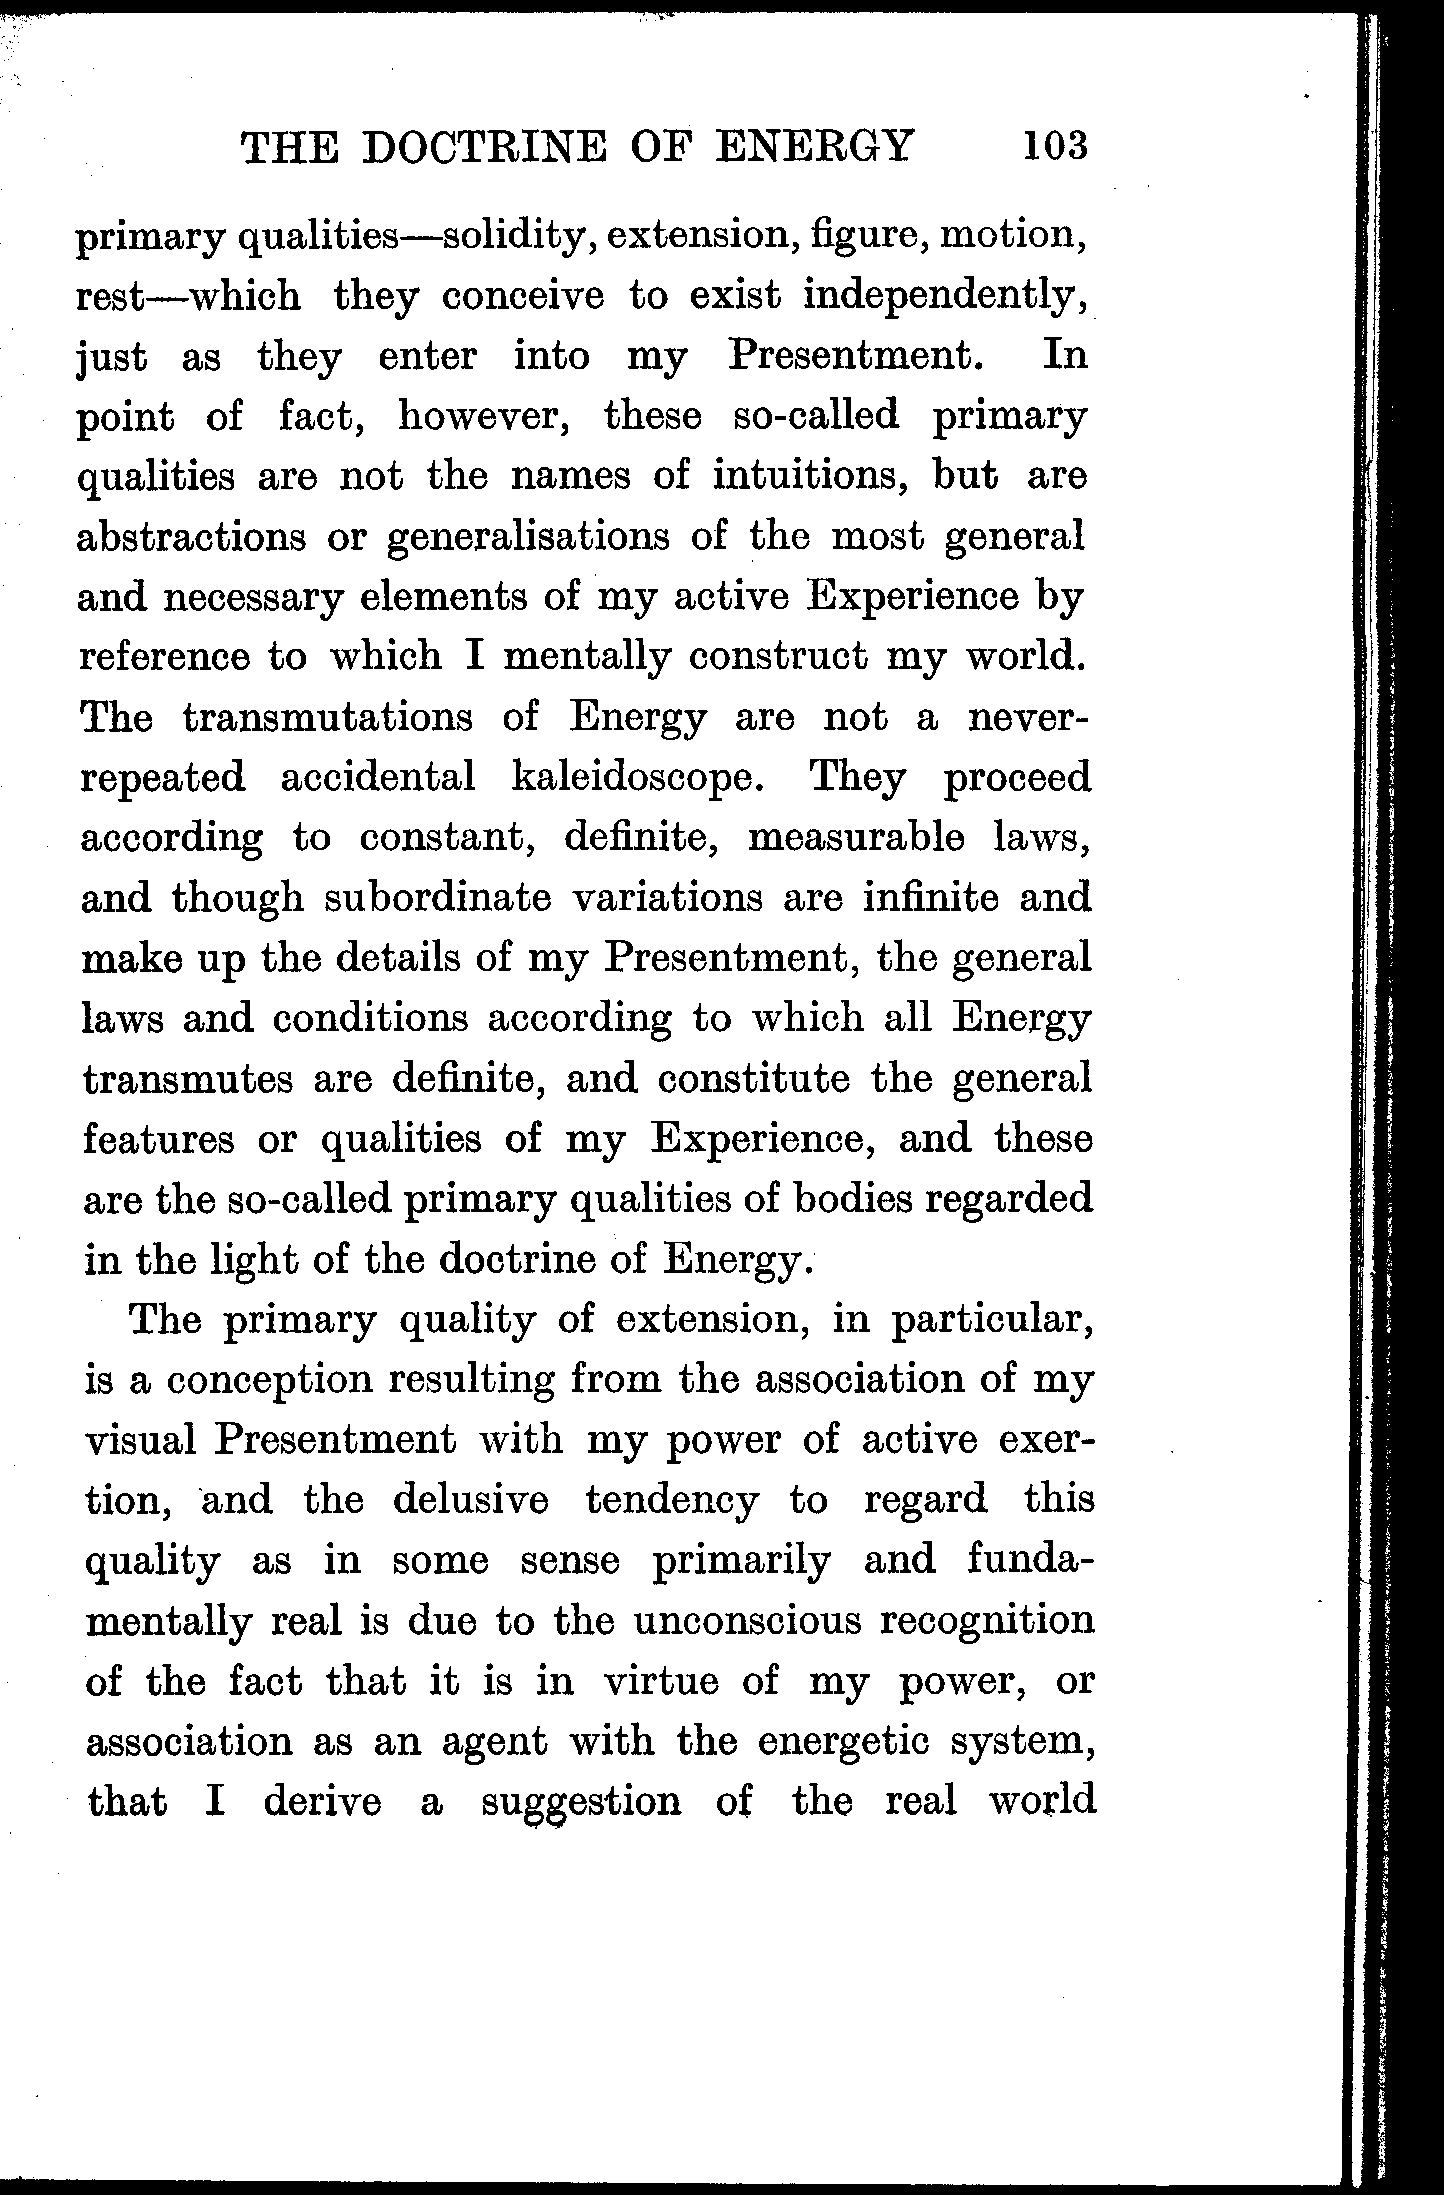 THE DOCTRINE OF ENERGY 103
primary qualities—solidity, extension, figure, motion,
rest—which they conceive to exist independently,
just as they enter into my Presentment. In
point of fact, however, these so-called primary
qualities are not the names of intuitions, but are
abstractions or generalisations of the most general
and necessary elements of my active Experience by
reference to which I mentally construct my world.
The transmutations of Energy are not a never-
repeated accidental kaleidoscope. They proceed
according to constant, definite, measurable laws,
and though subordinate variations are infinite and
make up the details of my Presentment, the general
laws and conditions according to which all Energy
transmutes are definite, and constitute the general
features or qualities of my Experience, and these
are the so-called primary qualities of bodies regarded
in the light of the doctrine of Energy.
The primary quality of extension, in particular,
is a conception resulting from the association of my
visual Presentment with my power of active exer-
tion, and the delusive tendency to regard this
quality as in some sense primarily and funda-
mentally real is due to the unconscious recognition
of the fact that it is in virtue of my power, or
association as an agent with the energetic system,
that I derive a suggestion of the real world